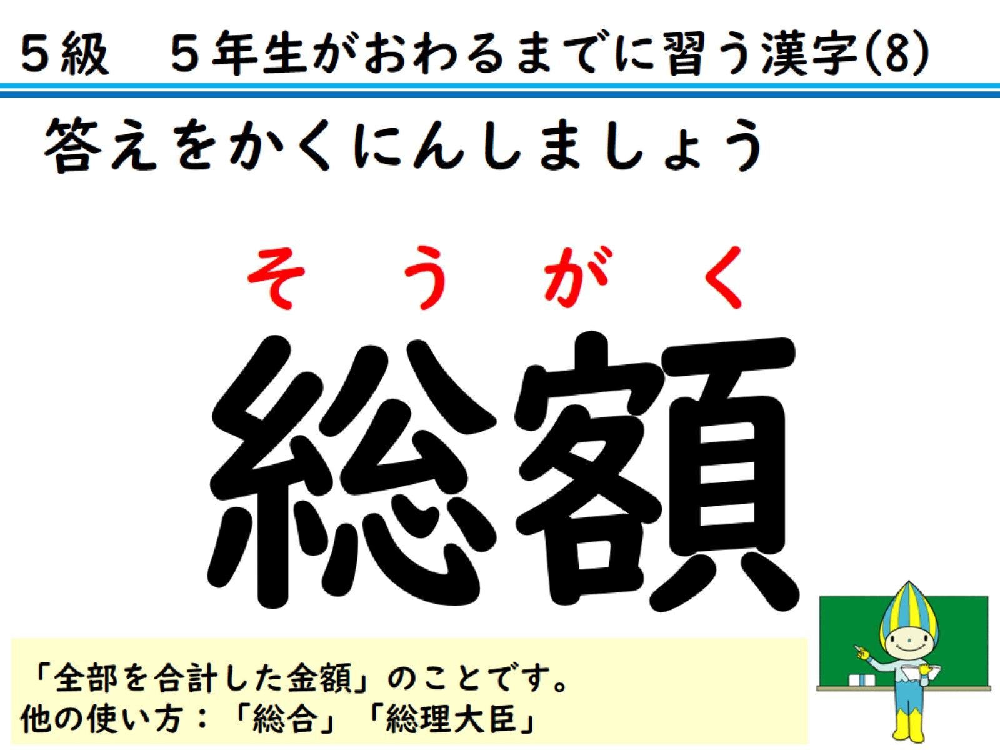 ５級　５年生がおわるまでに習う漢字(8)
答えをかくにんしましょう
そうがく
総額
「全部を合計した金額」のことです。
他の使い方：「総合」「総理大臣」